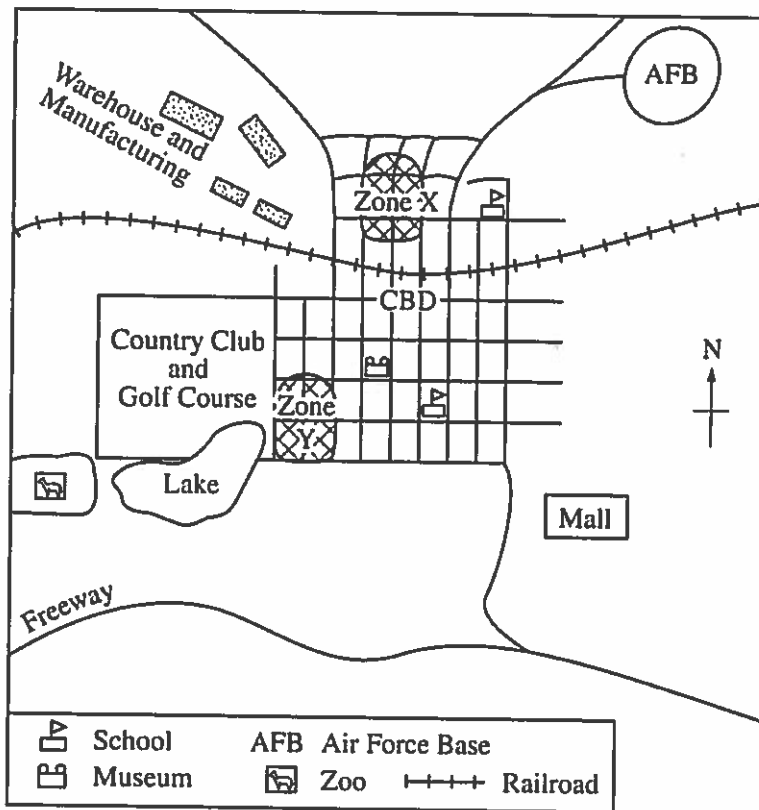 Warehouse and
Manufacturing
AFB
Zone X
CBD
Country Club
and
Golf Course
Zone
Y
N
Lake
Mall
Freeway
School
AFB Air Force Base
Museum
Zoo
Railroad